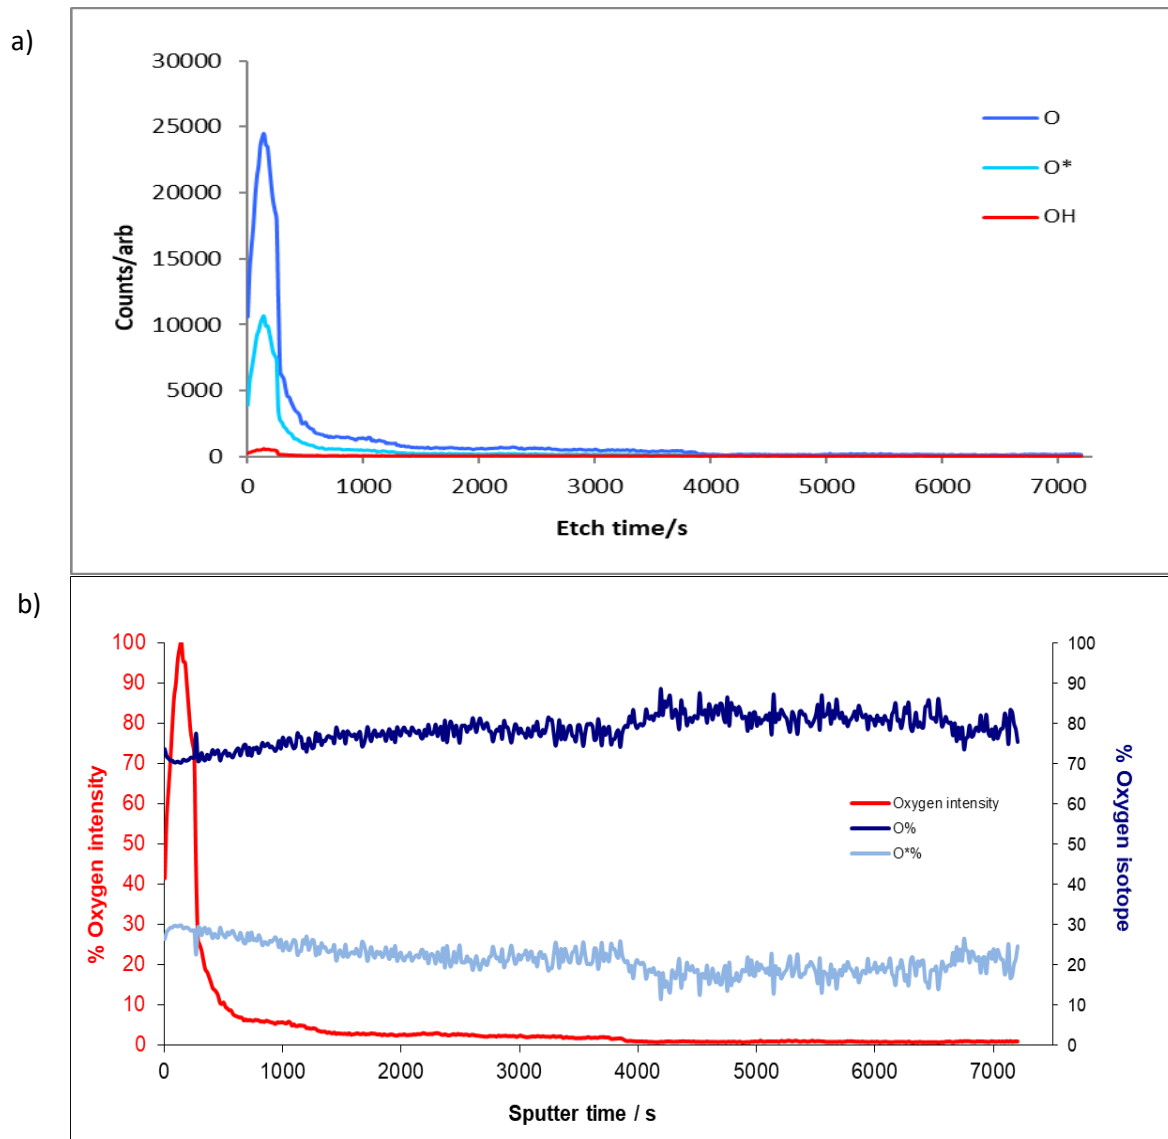 a)
30000
25000
20000
15000
10000
5000
0
Counts/arb
O
O*
OH
0 1000 2000 3000 4000 5000 6000 7000
Etch time/s
b)
100
90
80
70
60
50
40
30
20
10
0
% Oxygen intensity
Oxygen intensity
O%
O*%
100
90
80
70
60
50
40
30
20
10
0
% Oxygen isotope
0 1000 2000 3000 4000 5000 6000 7000
Sputter time / s